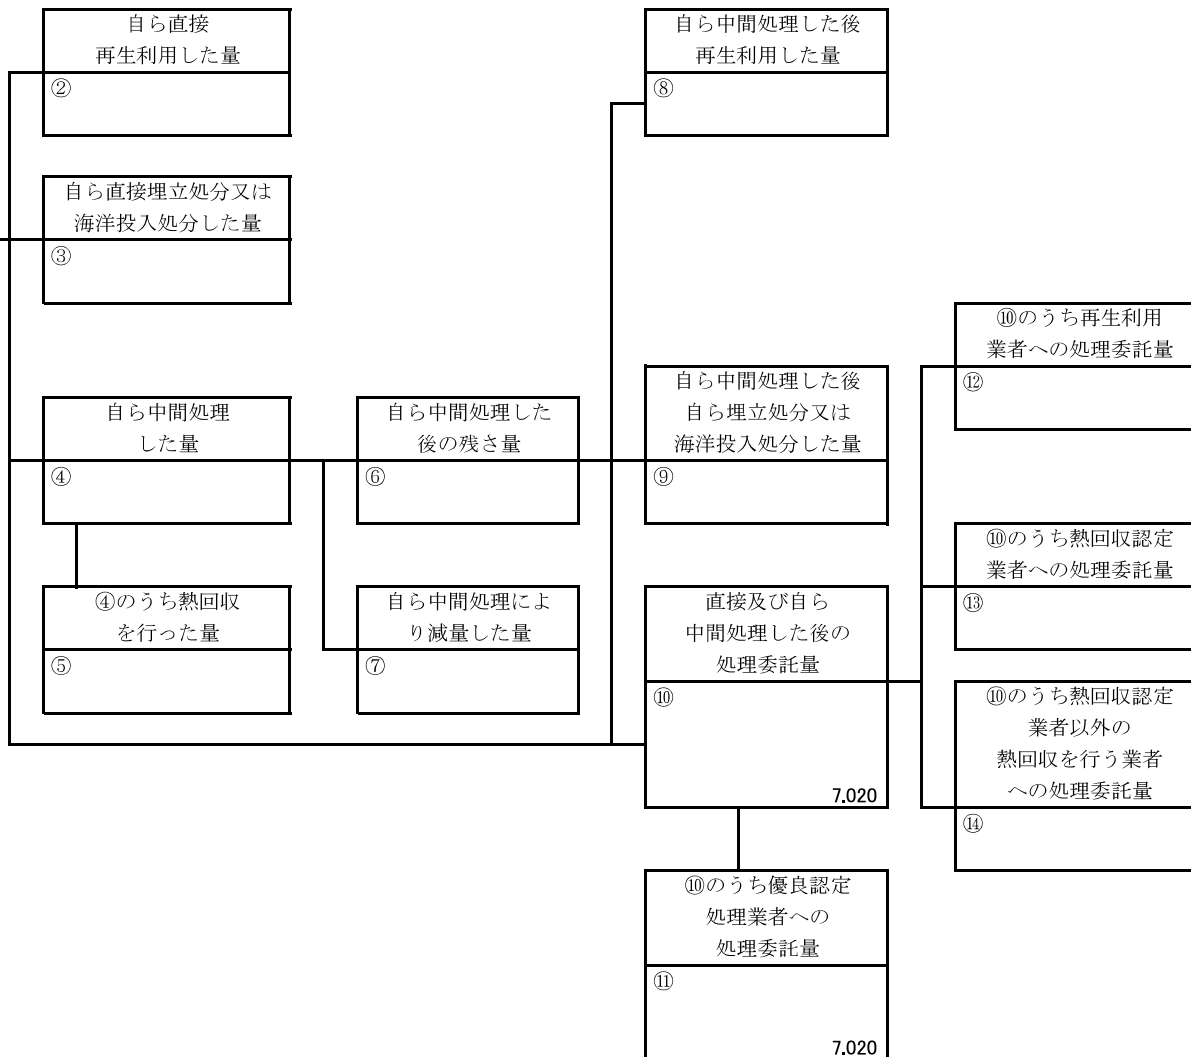 自ら直接
再生利用した量
②
自ら中間処理した後
再生利用した量
⑧
自ら直接埋立処分又は
海洋投入処分した量
③
⑩のうち再生利用
業者への処理委託量
⑫
自ら中間処理
した量
④
自ら中間処理した
後の残さ量
⑥
自ら中間処理した後
自ら埋立処分又は
海洋投入処分した量
⑨
⑩のうち熱回収認定
業者への処理委託量
⑬
④のうち熱回収
を行った量
⑤
自ら中間処理によ
り減量した量
⑦
直接及び自ら
中間処理した後の
処理委託量
⑩
7.020
⑩のうち熱回収認定
業者以外の
熱回収を行う業者
への処理委託量
⑭
⑩のうち優良認定
処理業者への
処理委託量
⑪
7.020